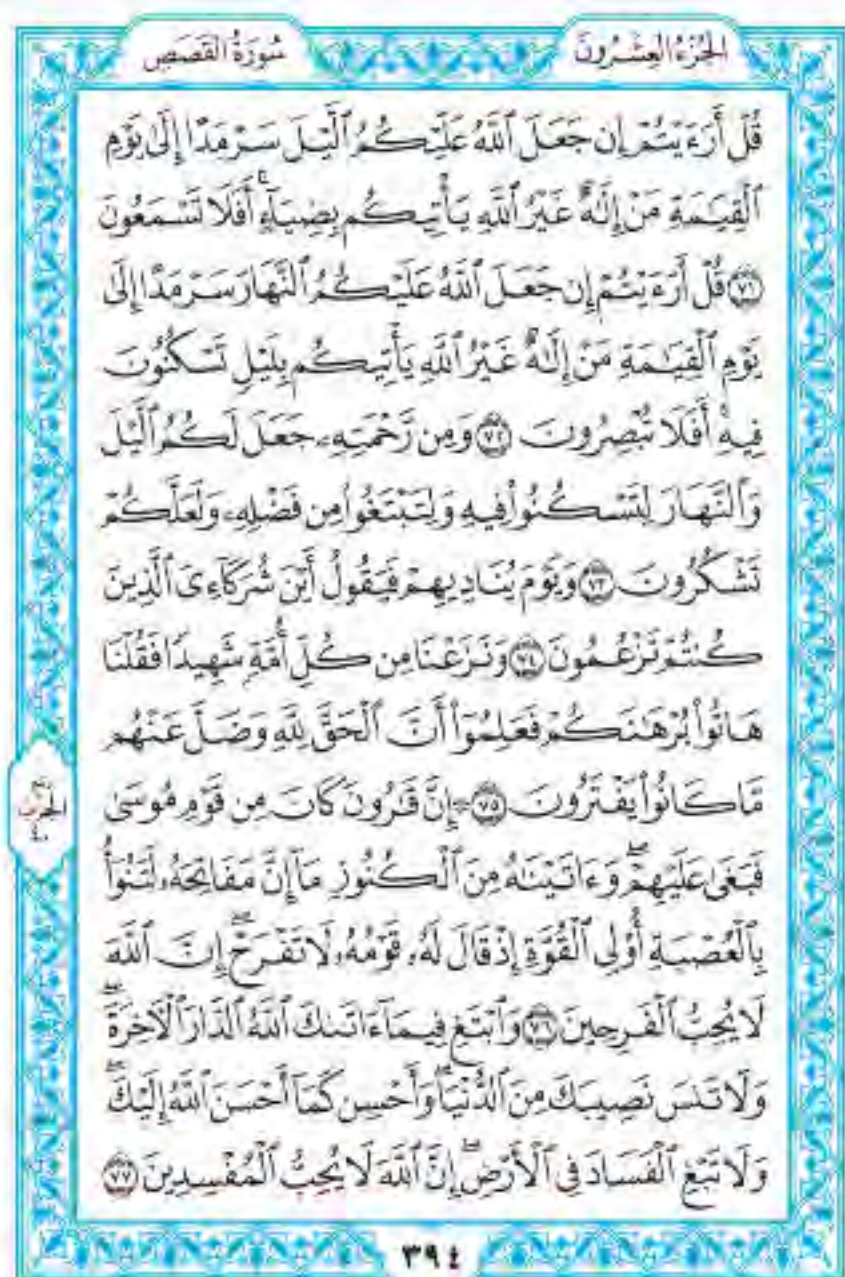 الجُزْءُ العِشْرُونَ
سُورَةُ القَصَصِ
قُلْ أَرَءَيْتُمْ إِن جَعَلَ ٱللَّهُ عَلَيْكُمُ ٱلَّيْلَ سَرْمَدًا إِلَىٰ يَوْمِ
ٱلْقِيَٰمَةِ مَنْ إِلَٰهٌ غَيْرُ ٱللَّهِ يَأْتِيكُم بِضِيَآءٍ ۖ أَفَلَا تَسْمَعُونَ
٧١ قُلْ أَرَءَيْتُمْ إِن جَعَلَ ٱللَّهُ عَلَيْكُمُ ٱلنَّهَارَ سَرْمَدًا إِلَىٰ
يَوْمِ ٱلْقِيَٰمَةِ مَنْ إِلَٰهٌ غَيْرُ ٱللَّهِ يَأْتِيكُم بِلَيْلٍ تَسْكُنُونَ
فِيهِ ۖ أَفَلَا تُبْصِرُونَ ٧٢ وَمِن رَّحْمَتِهِۦ جَعَلَ لَكُمُ ٱلَّيْلَ
وَٱلنَّهَارَ لِتَسْكُنُوا۟ فِيهِ وَلِتَبْتَغُوا۟ مِن فَضْلِهِۦ وَلَعَلَّكُمْ
تَشْكُرُونَ ٧٣ وَيَوْمَ يُنَادِيهِمْ فَيَقُولُ أَيْنَ شُرَكَآءِىَ ٱلَّذِينَ
كُنتُمْ تَزْعُمُونَ ٧٤ وَنَزَعْنَا مِن كُلِّ أُمَّةٍ شَهِيدًا فَقُلْنَا
هَاتُوا۟ بُرْهَٰنَكُمْ فَعَلِمُوٓا۟ أَنَّ ٱلْحَقَّ لِلَّهِ وَضَلَّ عَنْهُم
مَّا كَانُوا۟ يَفْتَرُونَ ٧٥ ۞ إِنَّ قَٰرُونَ كَانَ مِن قَوْمِ مُوسَىٰ
فَبَغَىٰ عَلَيْهِمْ ۖ وَءَاتَيْنَٰهُ مِنَ ٱلْكُنُوزِ مَآ إِنَّ مَفَاتِحَهُۥ لَتَنُوٓأُ
بِٱلْعُصْبَةِ أُو۟لِى ٱلْقُوَّةِ إِذْ قَالَ لَهُۥ قَوْمُهُۥ لَا تَفْرَحْ ۖ إِنَّ ٱللَّهَ
لَا يُحِبُّ ٱلْفَرِحِينَ ٧٦ وَٱبْتَغِ فِيمَآ ءَاتَىٰكَ ٱللَّهُ ٱلدَّارَ ٱلْءَاخِرَةَ ۖ
وَلَا تَنسَ نَصِيبَكَ مِنَ ٱلدُّنْيَا ۖ وَأَحْسِن كَمَآ أَحْسَنَ ٱللَّهُ إِلَيْكَ ۖ
وَلَا تَبْغِ ٱلْفَسَادَ فِى ٱلْأَرْضِ ۖ إِنَّ ٱللَّهَ لَا يُحِبُّ ٱلْمُفْسِدِينَ ٧٧
الحزب
٤٠
٣٩٤